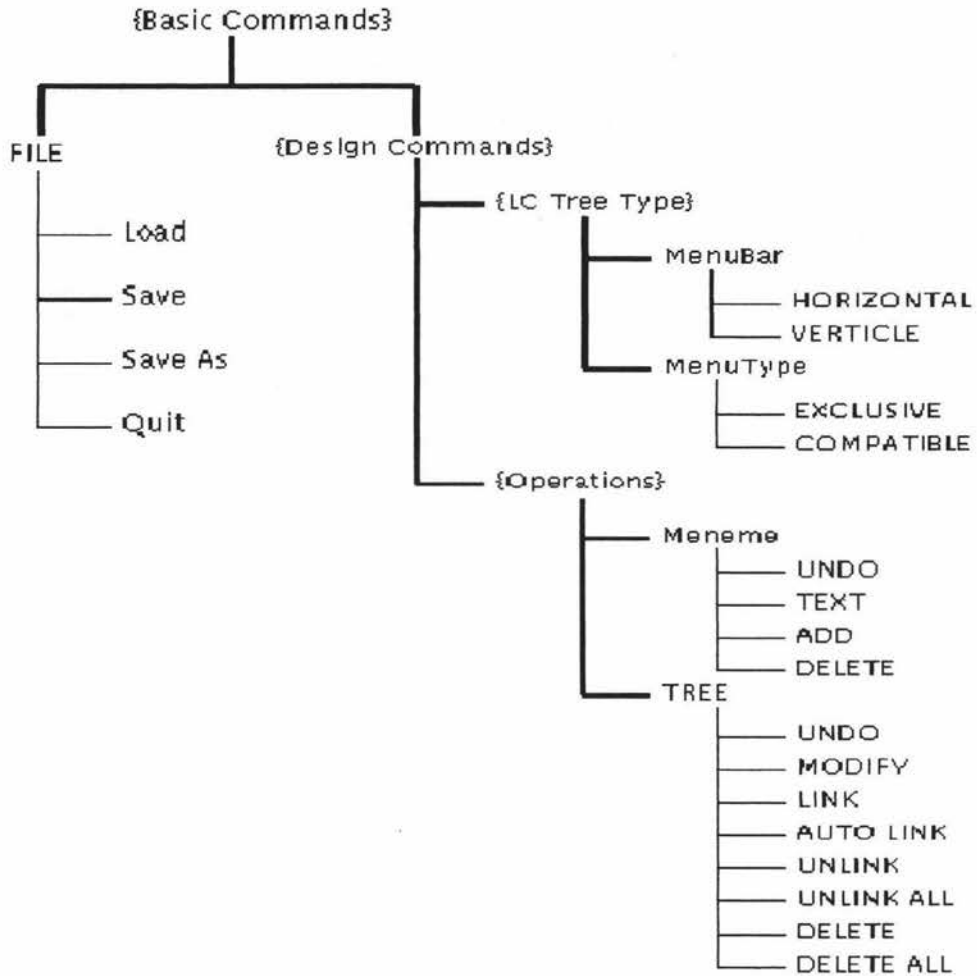 {Basic Commands}
FILE
{Design Commands}
Load
Save
Save As
Quit
{LC Tree Type}
MenuBar
HORIZONTAL
VERTICLE
MenuType
EXCLUSIVE
COMPATIBLE
{Operations}
Meneme
UNDO
TEXT
ADD
DELETE
TREE
UNDO
MODIFY
LINK
AUTO LINK
UNLINK
UNLINK ALL
DELETE
DELETE ALL